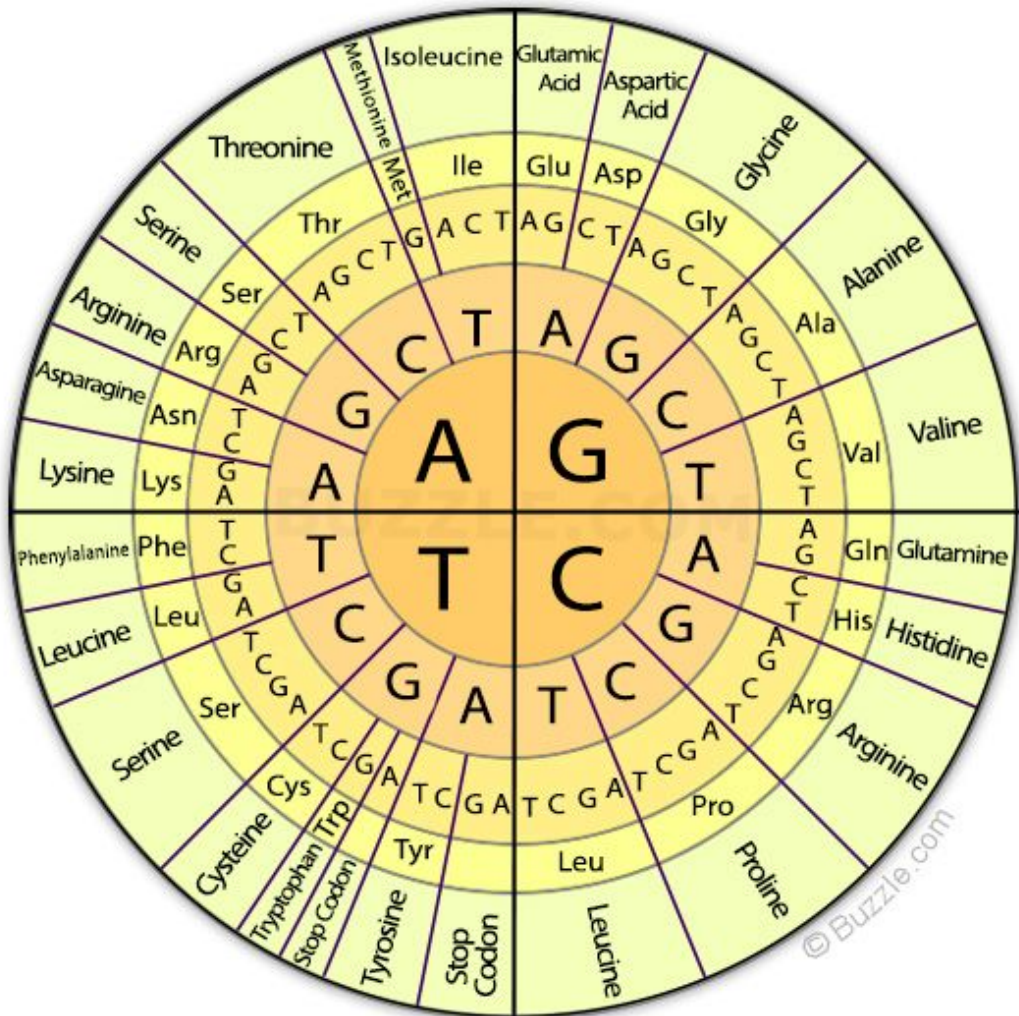 Glutamic
Acid
Aspartic
Acid
Glycine
Alanine
Valine
Glutamine
Histidine
Arginine
Proline
Leucine
Stop
Codon
Tyrosine
Stop Codon
Tryptophan
Cysteine
Serine
Leucine
Phenylalanine
Lysine
Asparagine
Arginine
Serine
Threonine
Methionine
Isoleucine
Glu
Asp
Gly
Ala
Val
Gln
His
Arg
Pro
Leu
Tyr
Trp
Cys
Ser
Leu
Phe
Lys
Asn
Arg
Ser
Thr
Met
Ile
A G C T A G C T A G C T A G C T
A G C T A G C T A G C T A G C T
A G C T A G C T A G C T A G C T
A G C T A G C T A G C T G A C T
A G C T
A G C T
A G C T
A G C T
A G
T C
BUZZLE.COM
© Buzzle.com